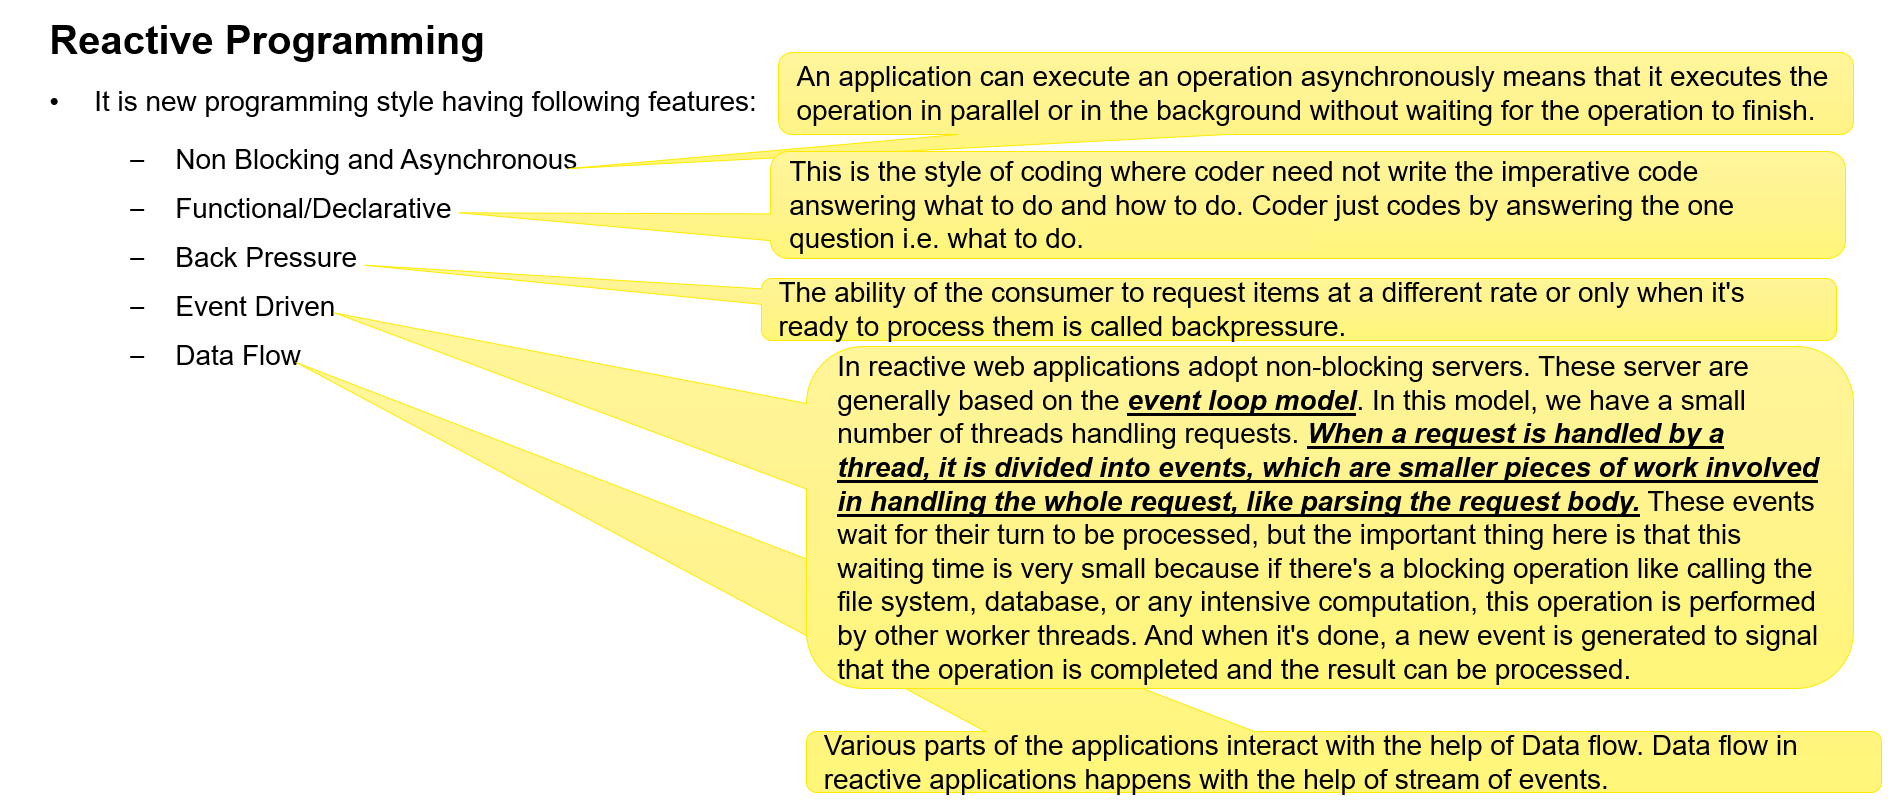 Reactive Programming
• It is new programming style having following features:
– Non Blocking and Asynchronous
– Functional/Declarative
– Back Pressure
– Event Driven
– Data Flow
An application can execute an operation asynchronously means that it executes the
operation in parallel or in the background without waiting for the operation to finish.
This is the style of coding where coder need not write the imperative code
answering what to do and how to do. Coder just codes by answering the one
question i.e. what to do.
The ability of the consumer to request items at a different rate or only when it's
ready to process them is called backpressure.
In reactive web applications adopt non-blocking servers. These server are
generally based on the event loop model. In this model, we have a small
number of threads handling requests. When a request is handled by a
thread, it is divided into events, which are smaller pieces of work involved
in handling the whole request, like parsing the request body. These events
wait for their turn to be processed, but the important thing here is that this
waiting time is very small because if there's a blocking operation like calling the
file system, database, or any intensive computation, this operation is performed
by other worker threads. And when it's done, a new event is generated to signal
that the operation is completed and the result can be processed.
Various parts of the applications interact with the help of Data flow. Data flow in
reactive applications happens with the help of stream of events.